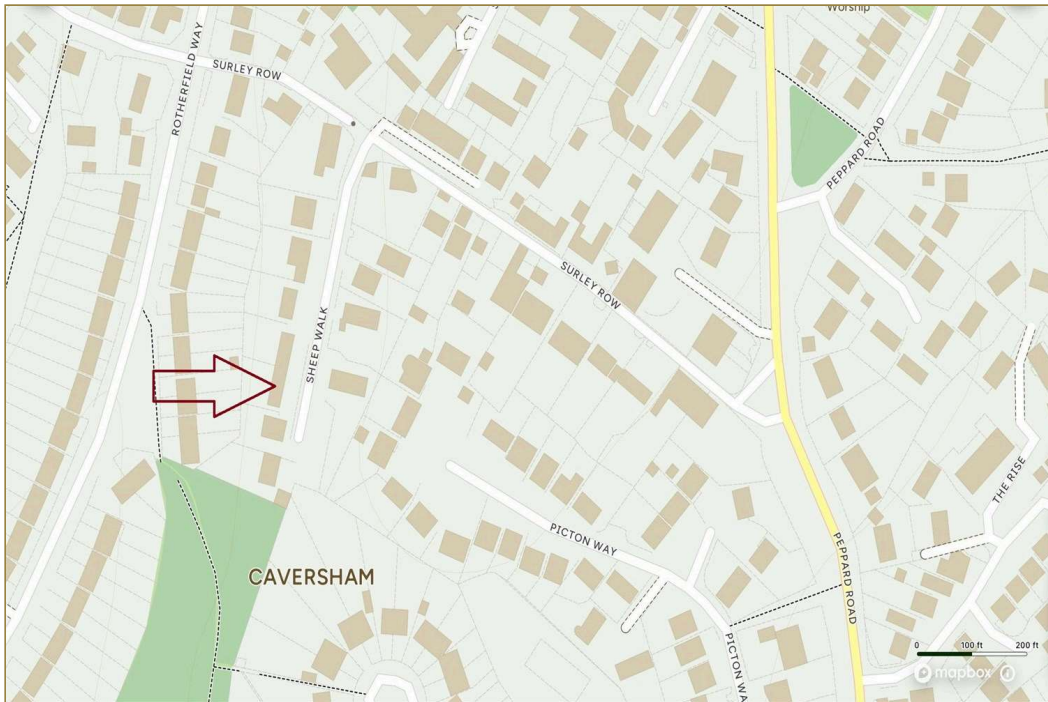 Worship
ROTHERFIELD WAY
SURLEY ROW
PEPPARD ROAD
SURLEY ROW
SHEEP WALK
THE RISE
PICTON WAY
PEPPARD ROAD
CAVERSHAM
PICTON WA
0 100 ft 200 ft
mapbox